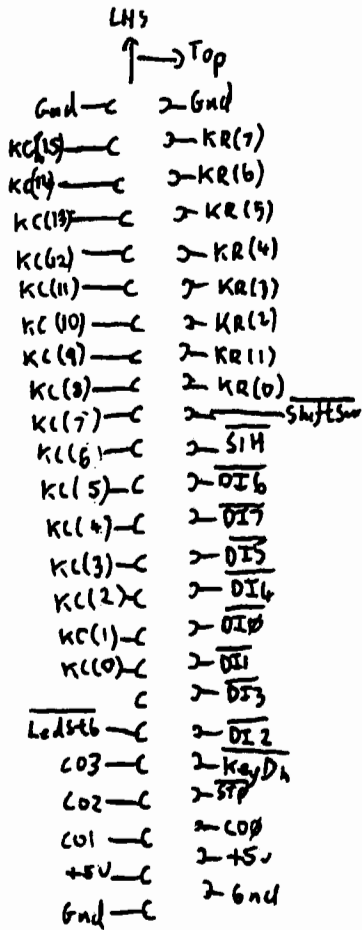 LHS
Top
Gnd Gnd
KC(15) KR(7)
KC(14) KR(6)
KC(13) KR(5)
KC(12) KR(4)
KC(11) KR(3)
KC(10) KR(2)
KC(9) KR(1)
KC(8) KR(0)
KC(7)
KC(6) SIH
KC(5) DI6
KC(4) DI7
KC(3) DI5
KC(2) DI4
KC(1) DIØ
KC(0) DI1
DI3
LedStb DI2
CO3 KeyDn
CO2 STP
CO1 COØ
+5v +5v
Gnd Gnd